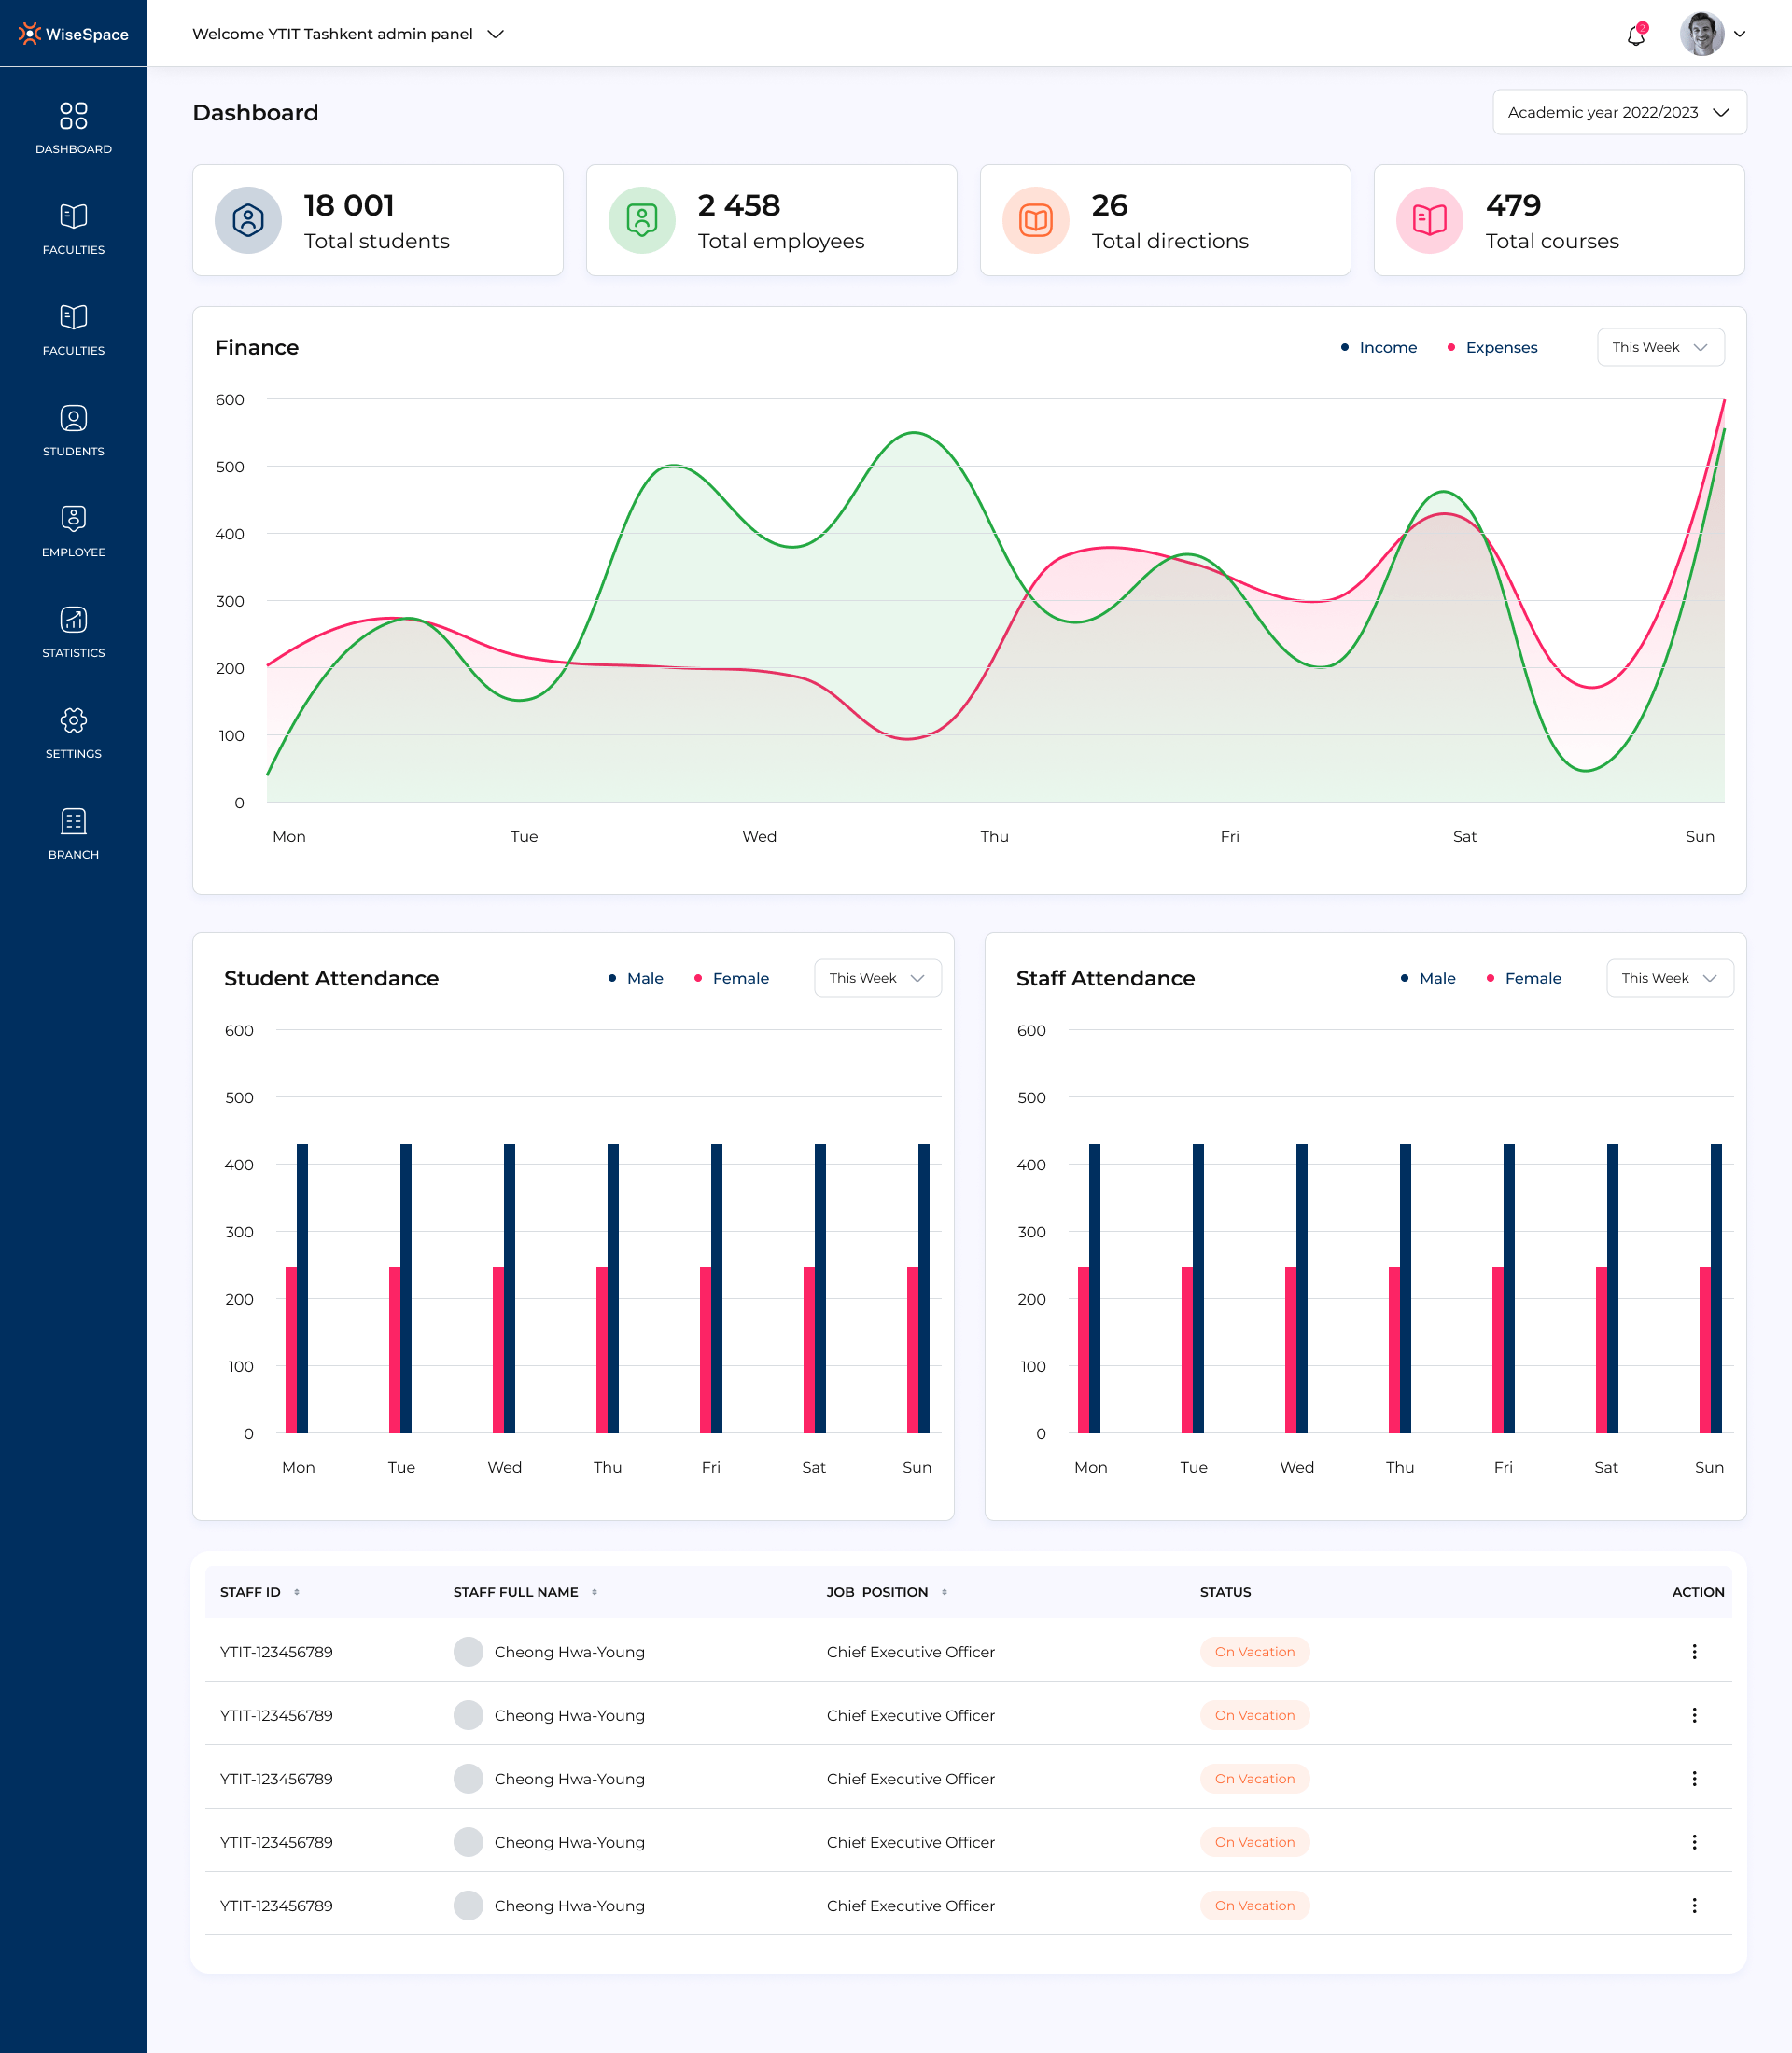 WiseSpace
Welcome YTIT Tashkent admin panel
2
DASHBOARD
FACULTIES
FACULTIES
STUDENTS
EMPLOYEE
STATISTICS
SETTINGS
BRANCH
Dashboard
Academic year 2022/2023
18 001
Total students
2 458
Total employees
26
Total directions
479
Total courses
Finance
Income
Expenses
This Week
600
500
400
300
200
100
0
Mon Tue Wed Thu Fri Sat Sun
Student Attendance
Male
Female
This Week
600
500
400
300
200
100
0
Mon Tue Wed Thu Fri Sat Sun
Staff Attendance
Male
Female
This Week
600
500
400
300
200
100
0
Mon Tue Wed Thu Fri Sat Sun
STAFF ID STAFF FULL NAME JOB POSITION STATUS ACTION
YTIT-123456789 Cheong Hwa-Young Chief Executive Officer On Vacation
YTIT-123456789 Cheong Hwa-Young Chief Executive Officer On Vacation
YTIT-123456789 Cheong Hwa-Young Chief Executive Officer On Vacation
YTIT-123456789 Cheong Hwa-Young Chief Executive Officer On Vacation
YTIT-123456789 Cheong Hwa-Young Chief Executive Officer On Vacation